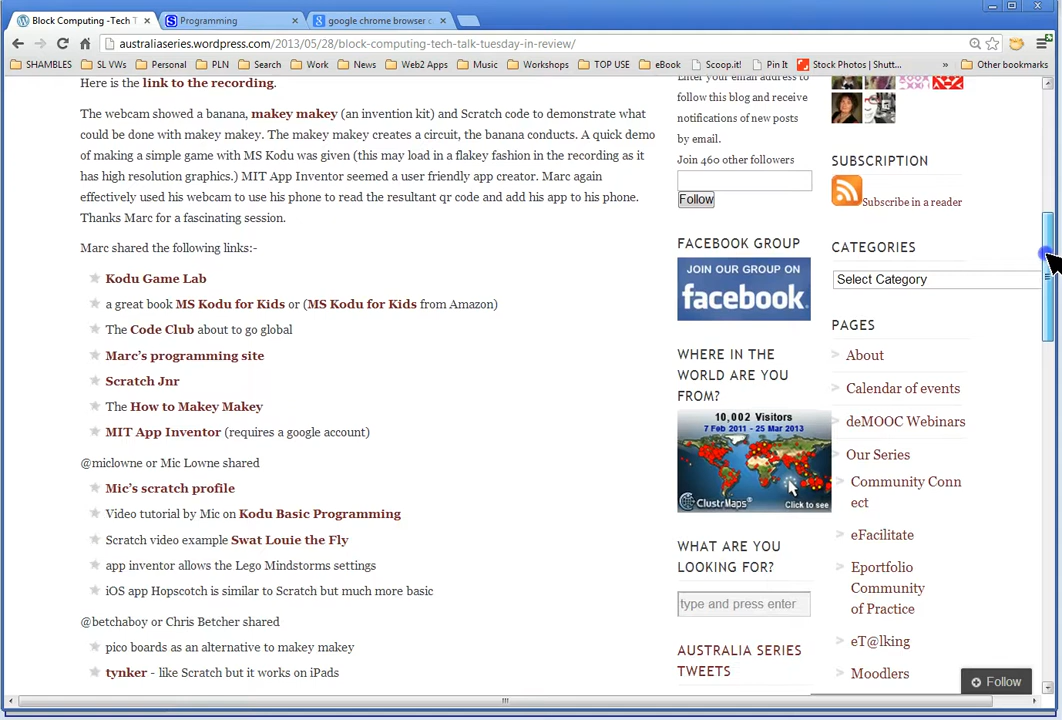 Block Computing -Tech T
Programming
google chrome browser c
australiaseries.wordpress.com/2013/05/28/block-computing-tech-talk-tuesday-in-review/
SHAMBLES
SL VWs
Personal
PLN
Search
Work
News
Web2 Apps
Music
Workshops
TOP USE
eBook
Scoop.it!
Pin It
Stock Photos | Shutt...
»
Other bookmarks
Here is the link to the recording.
The webcam showed a banana, makey makey (an invention kit) and Scratch code to demonstrate what
could be done with makey makey. The makey makey creates a circuit, the banana conducts. A quick demo
of making a simple game with MS Kodu was given (this may load in a flakey fashion in the recording as it
has high resolution graphics.) MIT App Inventor seemed a user friendly app creator. Marc again
effectively used his webcam to use his phone to read the resultant qr code and add his app to his phone.
Thanks Marc for a fascinating session.
Marc shared the following links:-
Kodu Game Lab
a great book MS Kodu for Kids or (MS Kodu for Kids from Amazon)
The Code Club about to go global
Marc's programming site
Scratch Jnr
The How to Makey Makey
MIT App Inventor (requires a google account)
@miclowne or Mic Lowne shared
Mic's scratch profile
Video tutorial by Mic on Kodu Basic Programming
Scratch video example Swat Louie the Fly
app inventor allows the Lego Mindstorms settings
iOS app Hopscotch is similar to Scratch but much more basic
@betchaboy or Chris Betcher shared
pico boards as an alternative to makey makey
tynker - like Scratch but it works on iPads
Enter your email address to
follow this blog and receive
notifications of new posts
by email.
Join 460 other followers
Follow
FACEBOOK GROUP
JOIN OUR GROUP ON
facebook
WHERE IN THE
WORLD ARE YOU
FROM?
10,002 Visitors
7 Feb 2011 - 25 Mar 2013
ClustrMaps
Click to see
WHAT ARE YOU
LOOKING FOR?
type and press enter
AUSTRALIA SERIES
TWEETS
SUBSCRIPTION
Subscribe in a reader
CATEGORIES
Select Category
PAGES
About
Calendar of events
deMOOC Webinars
Our Series
Community Conn
ect
eFacilitate
Eportfolio
Community
of Practice
eT@lking
Moodlers
Follow